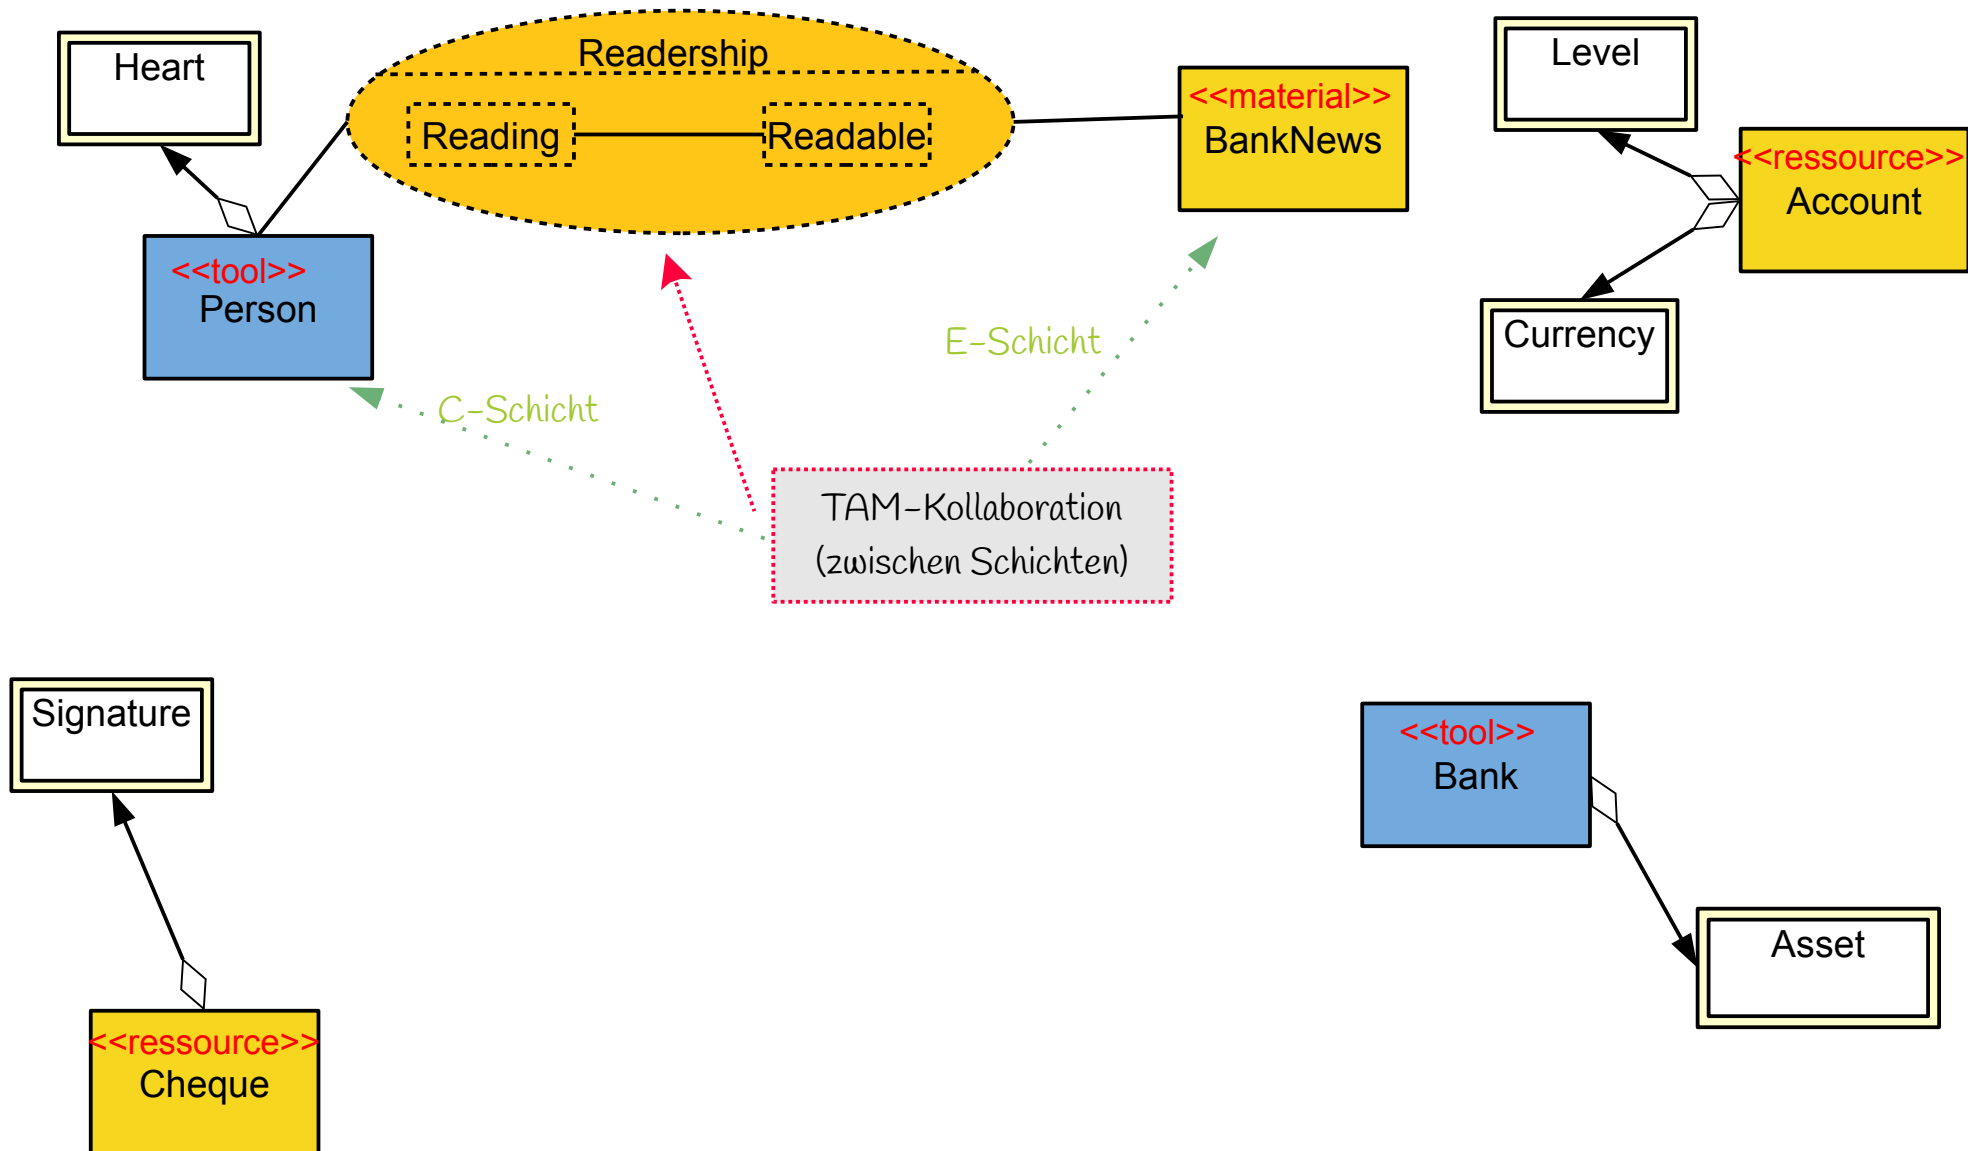 Heart
Readership
Reading
Readable
<<material>>
BankNews
Level
<<ressource>>
Account
<<tool>>
Person
E-Schicht
Currency
C-Schicht
TAM-Kollaboration
(zwischen Schichten)
Signature
<<tool>>
Bank
Asset
<<ressource>>
Cheque